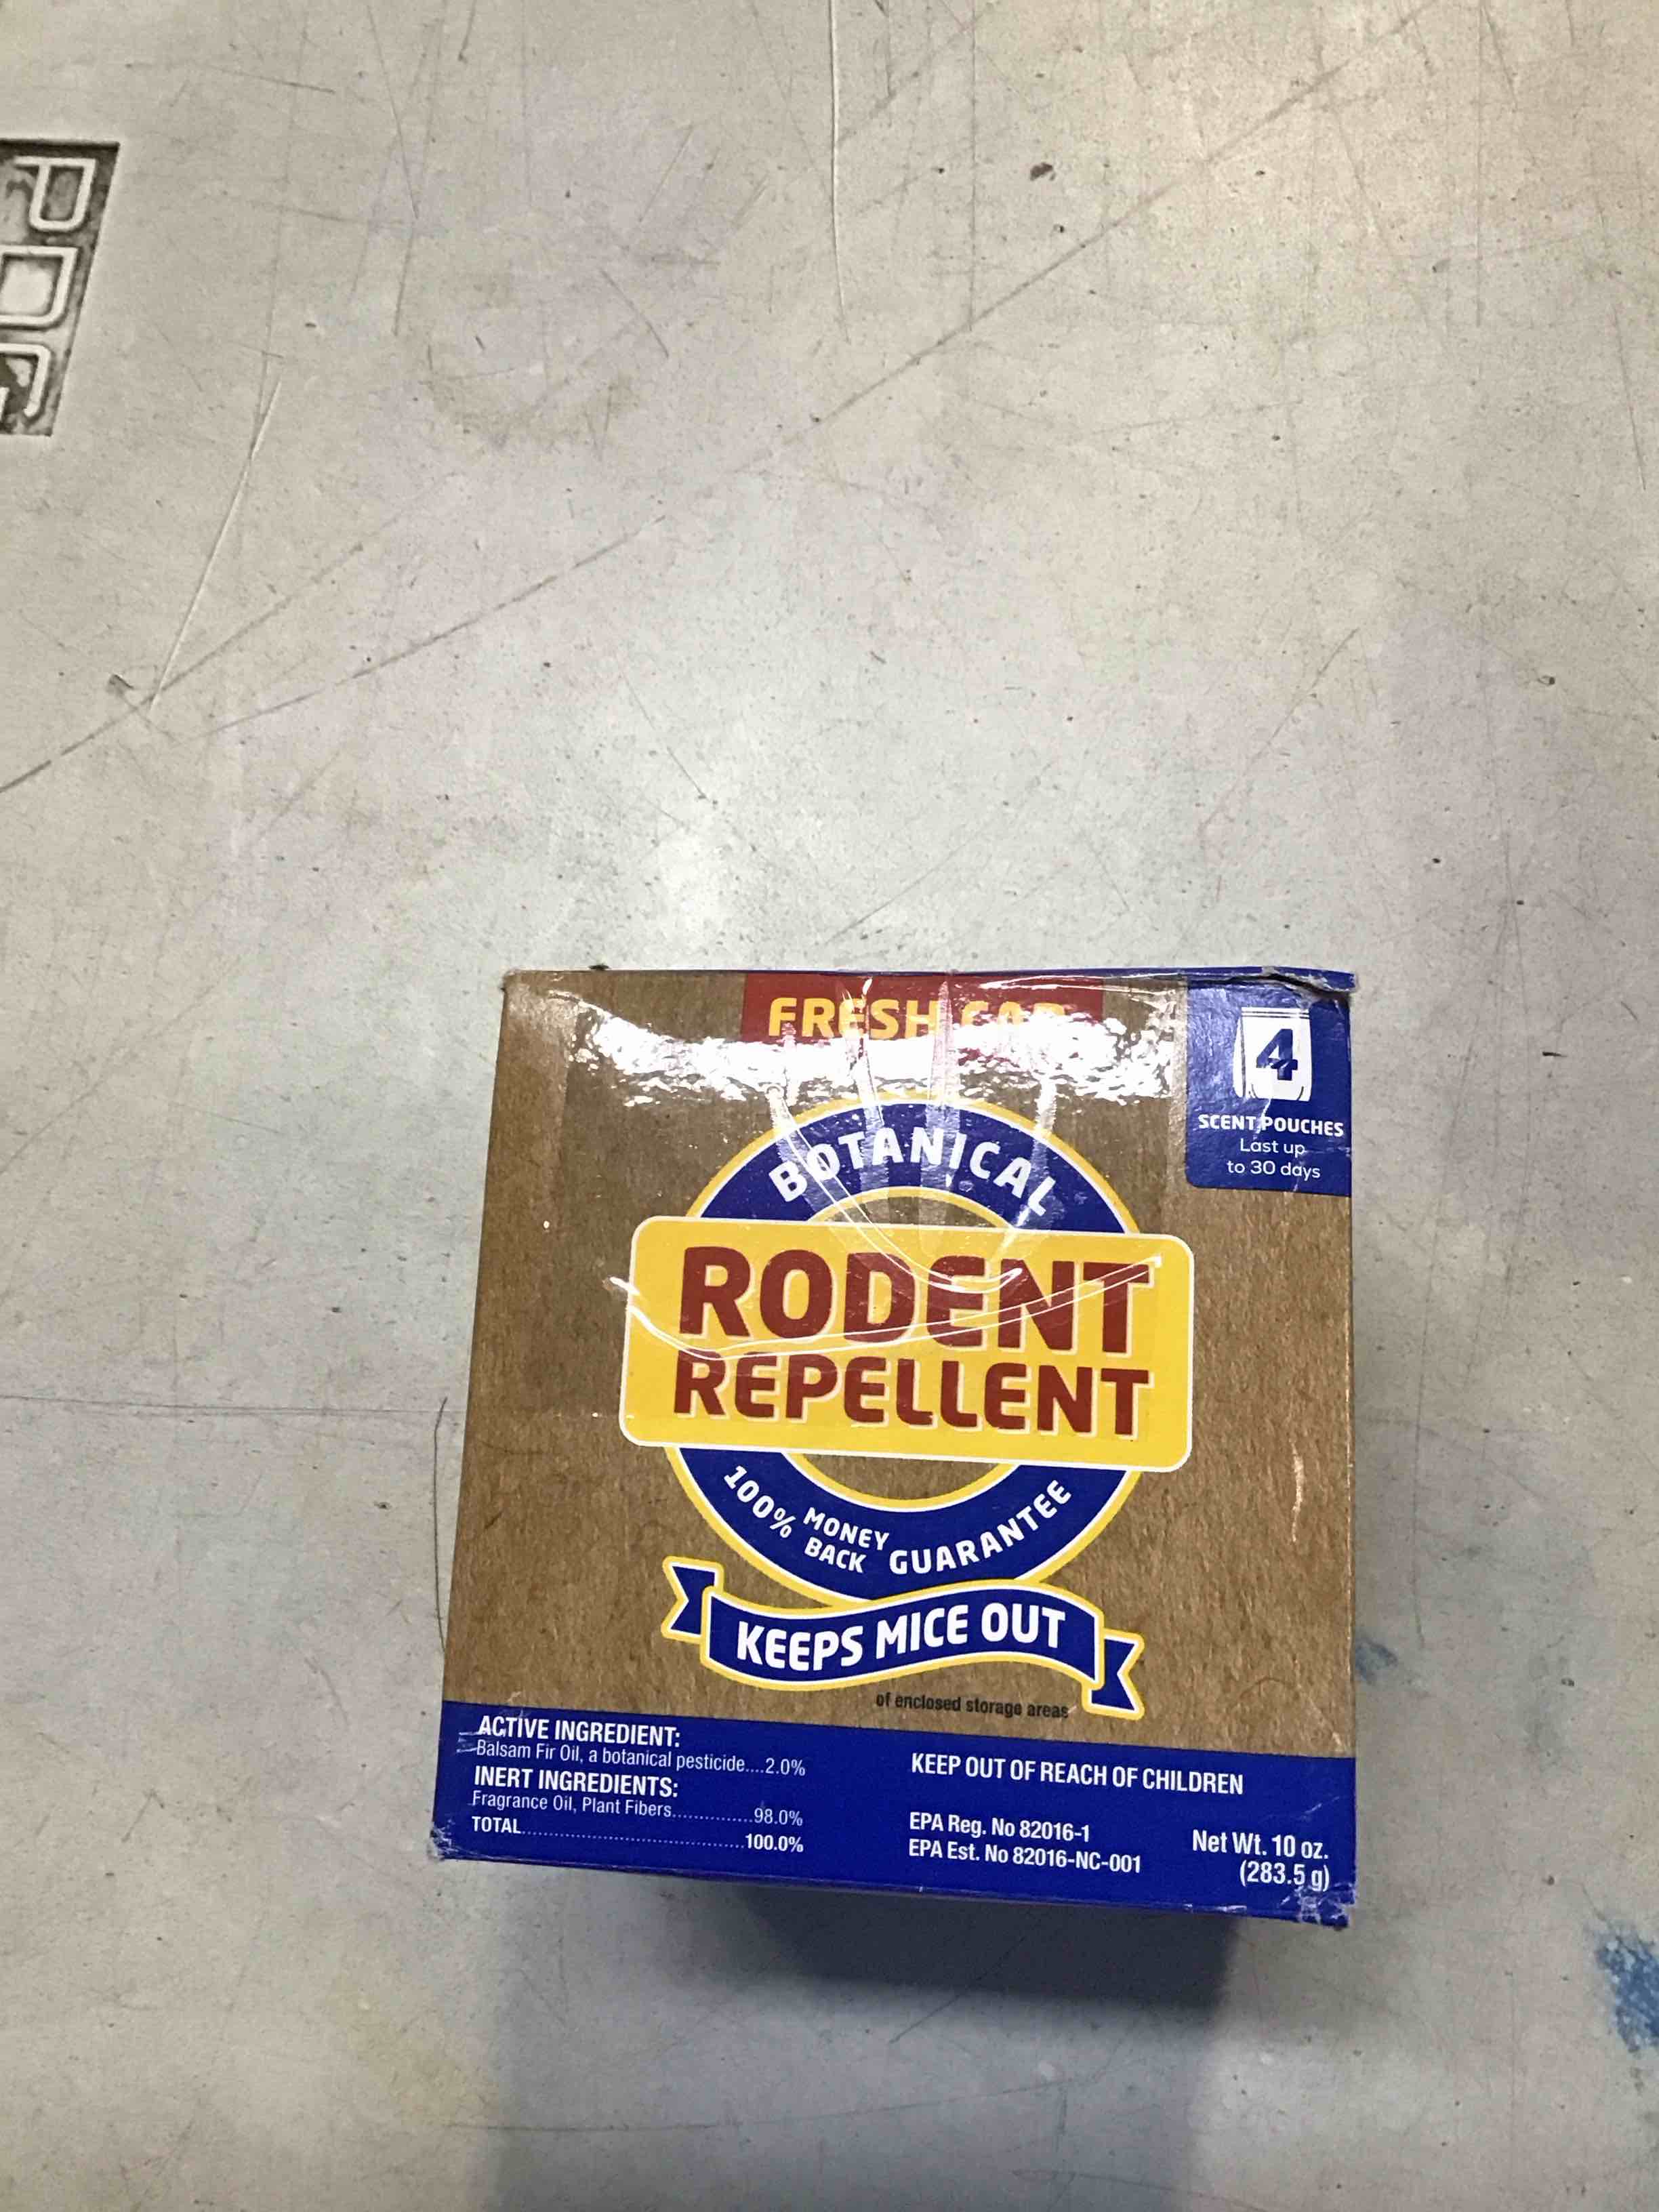 FRESH CAB
4
SCENT POUCHES
Last up
to 30 days
BOTANICAL
RODENT
REPELLENT
100% MONEY BACK GUARANTEE
KEEPS MICE OUT
of enclosed storage areas
ACTIVE INGREDIENT:
Balsam Fir Oil, a botanical pesticide....2.0%
INERT INGREDIENTS:
Fragrance Oil, Plant Fibers..............98.0%
TOTAL......................................100.0%
KEEP OUT OF REACH OF CHILDREN
EPA Reg. No 82016-1
EPA Est. No 82016-NC-001
Net Wt. 10 oz.
(283.5 g)